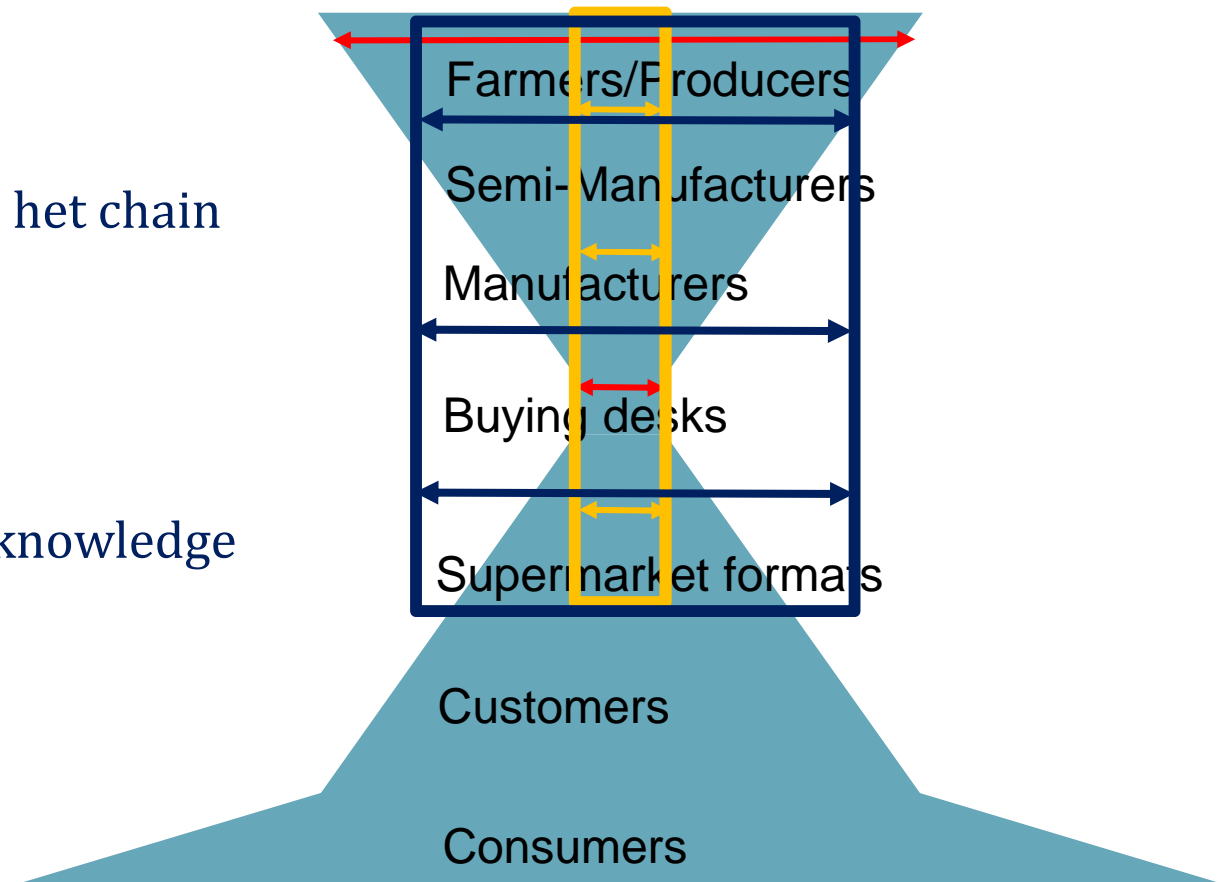 Farmers/Producers
Semi-Manufacturers
het chain
Manufacturers
Buying desks
knowledge
Supermarket formats
Customers
Consumers